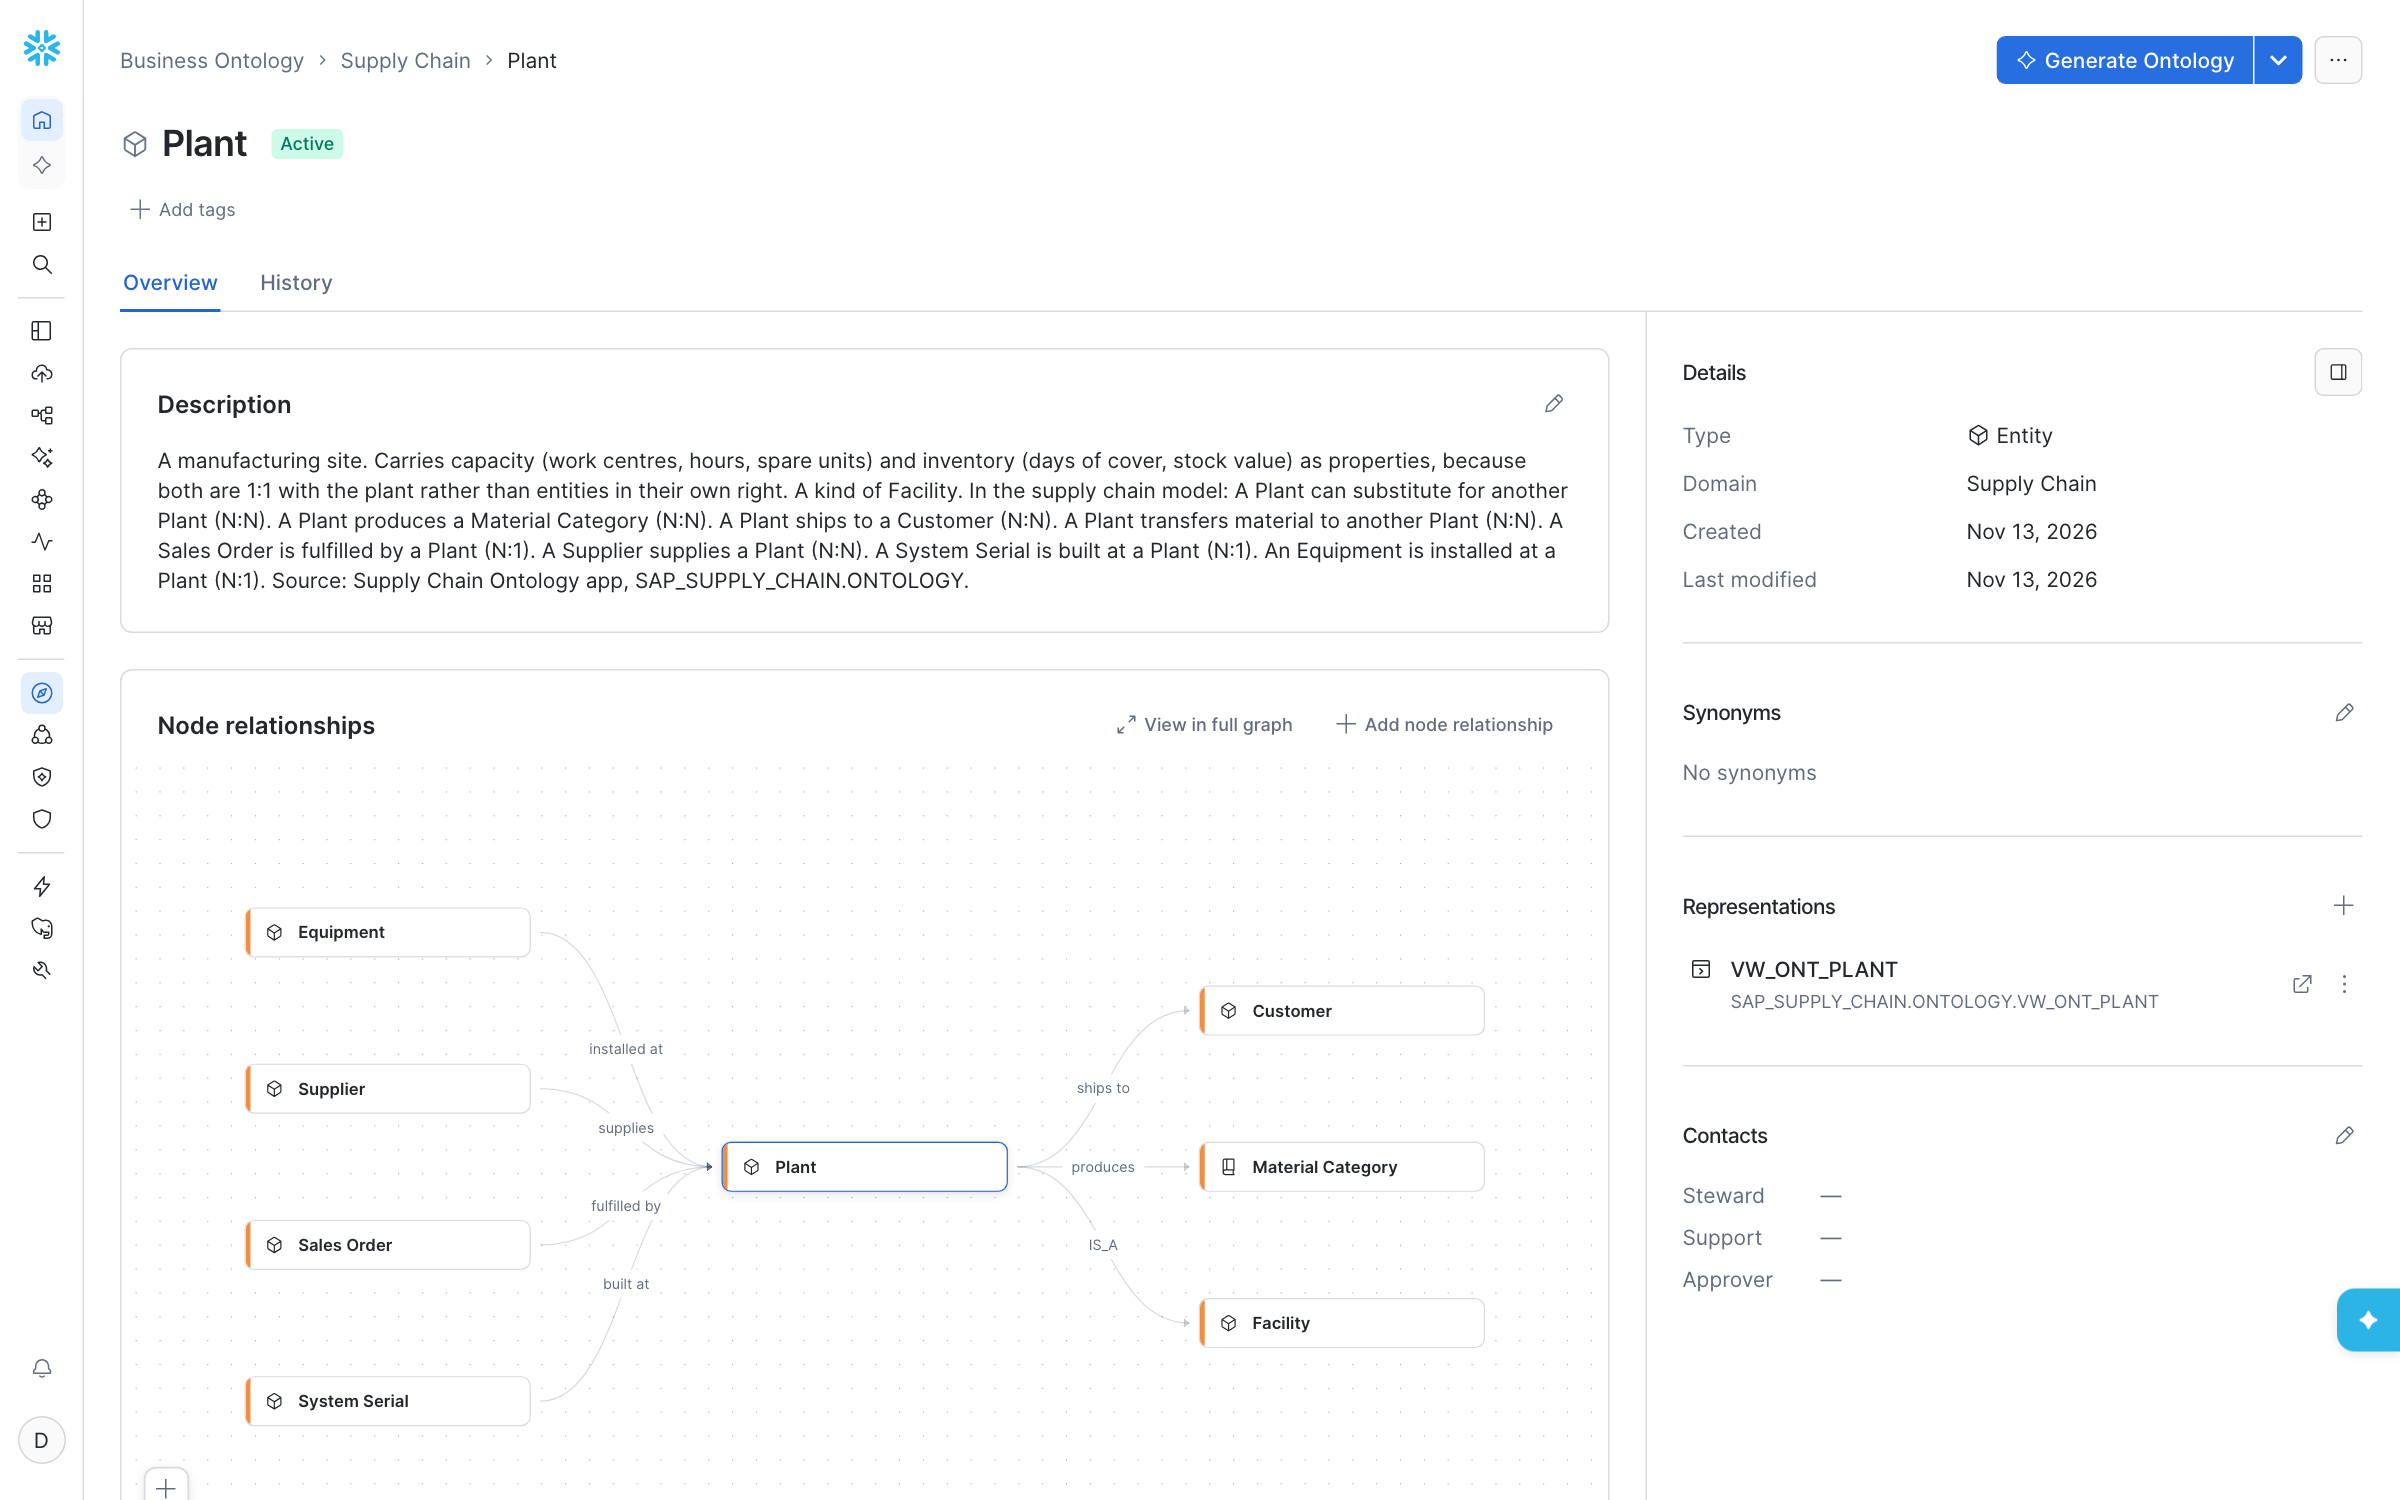 Business Ontology > Supply Chain > Plant
Generate Ontology
Plant
Active
Add tags
Overview
History
Description
A manufacturing site. Carries capacity (work centres, hours, spare units) and inventory (days of cover, stock value) as properties, because
both are 1:1 with the plant rather than entities in their own right. A kind of Facility. In the supply chain model: A Plant can substitute for another
Plant (N:N). A Plant produces a Material Category (N:N). A Plant ships to a Customer (N:N). A Plant transfers material to another Plant (N:N). A
Sales Order is fulfilled by a Plant (N:1). A Supplier supplies a Plant (N:N). A System Serial is built at a Plant (N:1). An Equipment is installed at a
Plant (N:1). Source: Supply Chain Ontology app, SAP_SUPPLY_CHAIN.ONTOLOGY.
Node relationships
View in full graph
Add node relationship
Equipment
installed at
Supplier
supplies
Sales Order
fulfilled by
System Serial
built at
Plant
ships to
Customer
produces
Material Category
IS_A
Facility
Details
Type
Entity
Domain
Supply Chain
Created
Nov 13, 2026
Last modified
Nov 13, 2026
Synonyms
No synonyms
Representations
VW_ONT_PLANT
SAP_SUPPLY_CHAIN.ONTOLOGY.VW_ONT_PLANT
Contacts
Steward —
Support —
Approver —
D